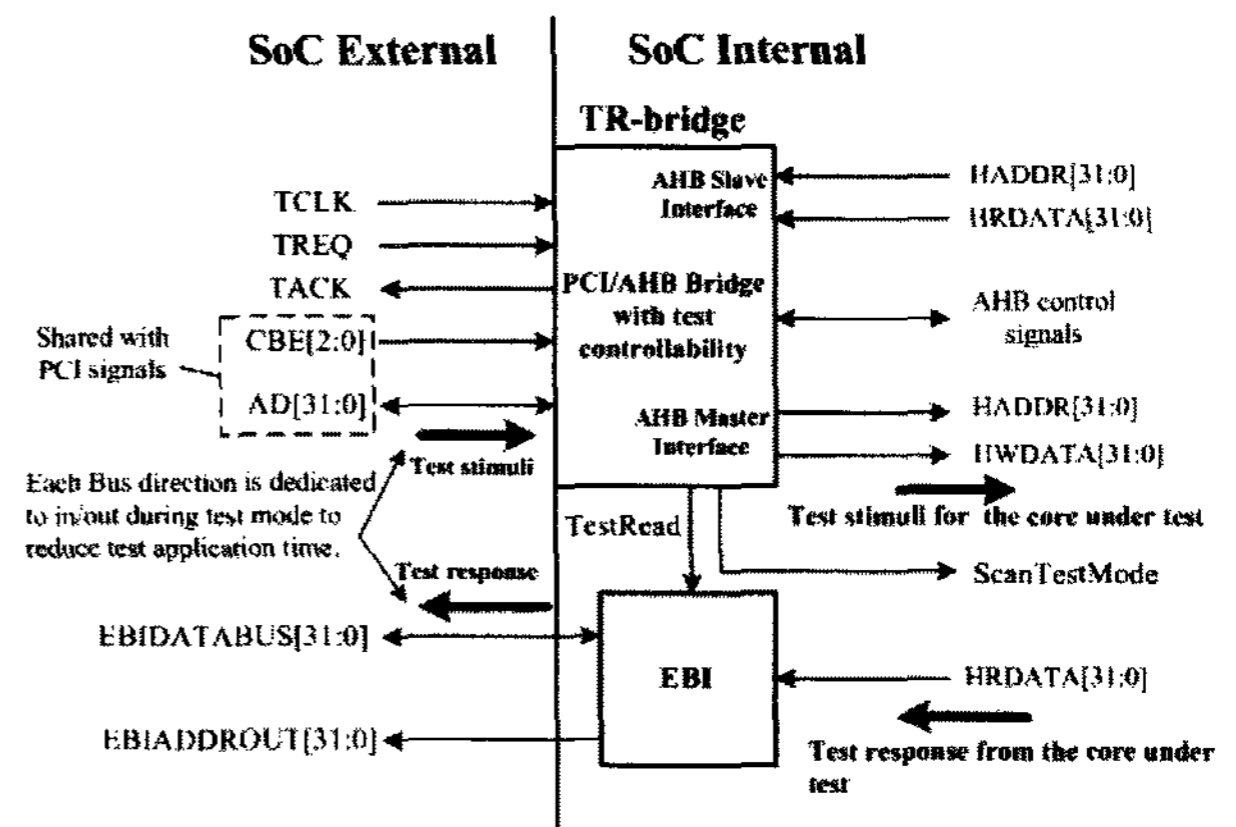 SoC External
SoC Internal
TR-bridge
AHB Slave
Interface
HADDR[31:0]
HRDATA[31:0]
TCLK
TREQ
TACK
PCI/AHB Bridge
with test
controllability
AHB control
signals
Shared with
PCI signals
CBE[2:0]
AD[31:0]
AHB Master
Interface
HADDR[31:0]
HWDATA[31:0]
Test stimuli
Each Bus direction is dedicated
to in/out during test mode to
reduce test application time.
Test stimuli for the core under test
TestRead
ScanTestMode
Test response
EBIDATABUS[31:0]
EBI
HRDATA[31:0]
EBIADDROUT[31:0]
Test response from the core under
test